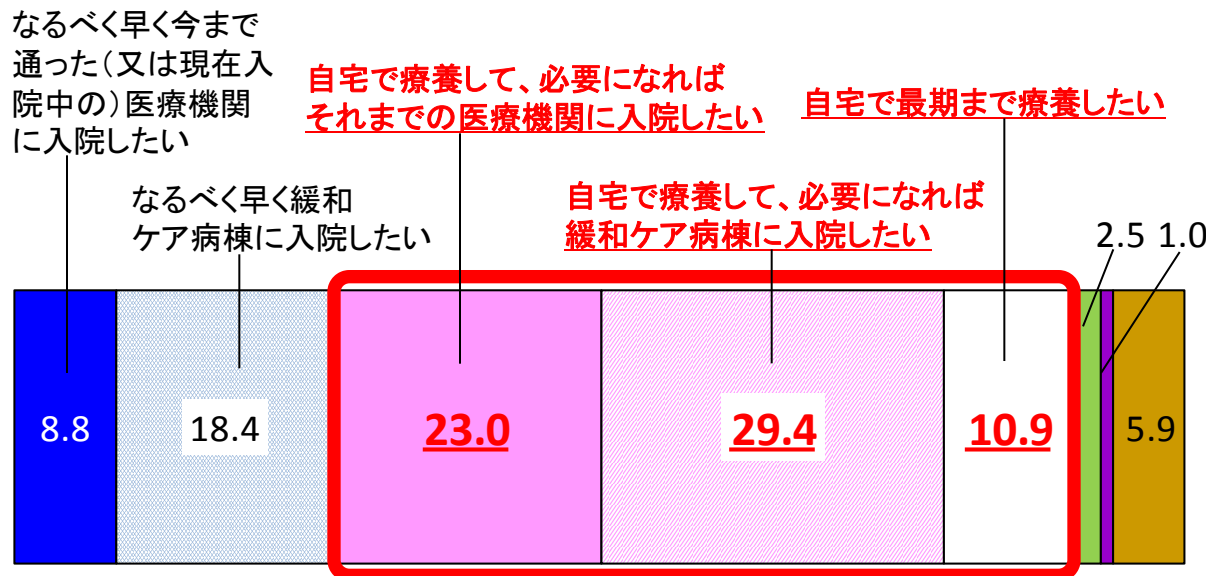 なるべく早く今まで
通った(又は現在入
院中の)医療機関
に入院したい
自宅で療養して、必要になれば
それまでの医療機関に入院したい
自宅で最期まで療養したい
なるべく早く緩和
ケア病棟に入院したい
自宅で療養して、必要になれば
緩和ケア病棟に入院したい
2.5 1.0
8.8
18.4
23.0
29.4
10.9
5.9